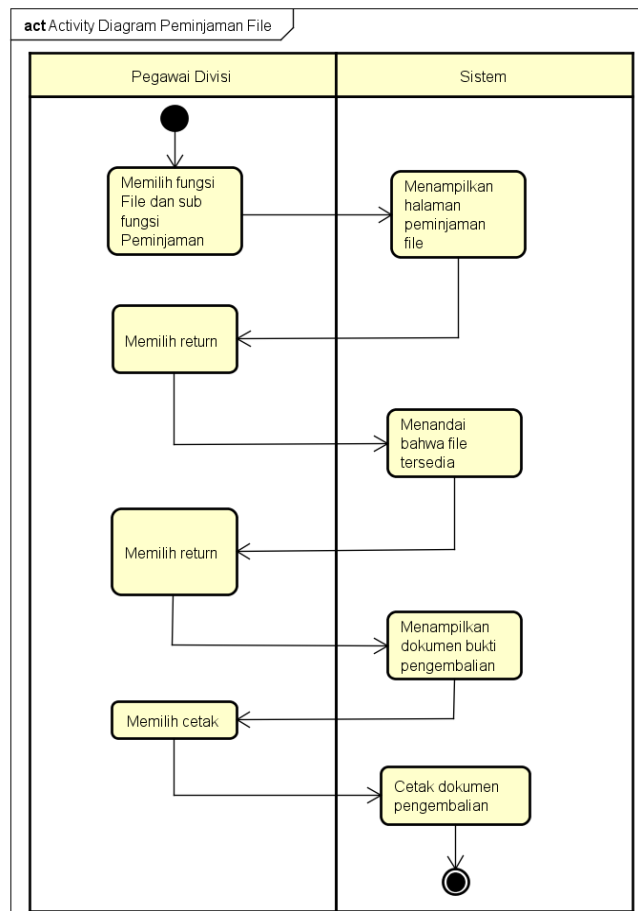 act Activity Diagram Peminjaman File
Pegawai Divisi
Sistem
Memilih fungsi
File dan sub
fungsi
Peminjaman
Menampilkan
halaman
peminjaman
file
Memilih return
Menandai
bahwa file
tersedia
Memilih return
Menampilkan
dokumen bukti
pengembalian
Memilih cetak
Cetak dokumen
pengembalian